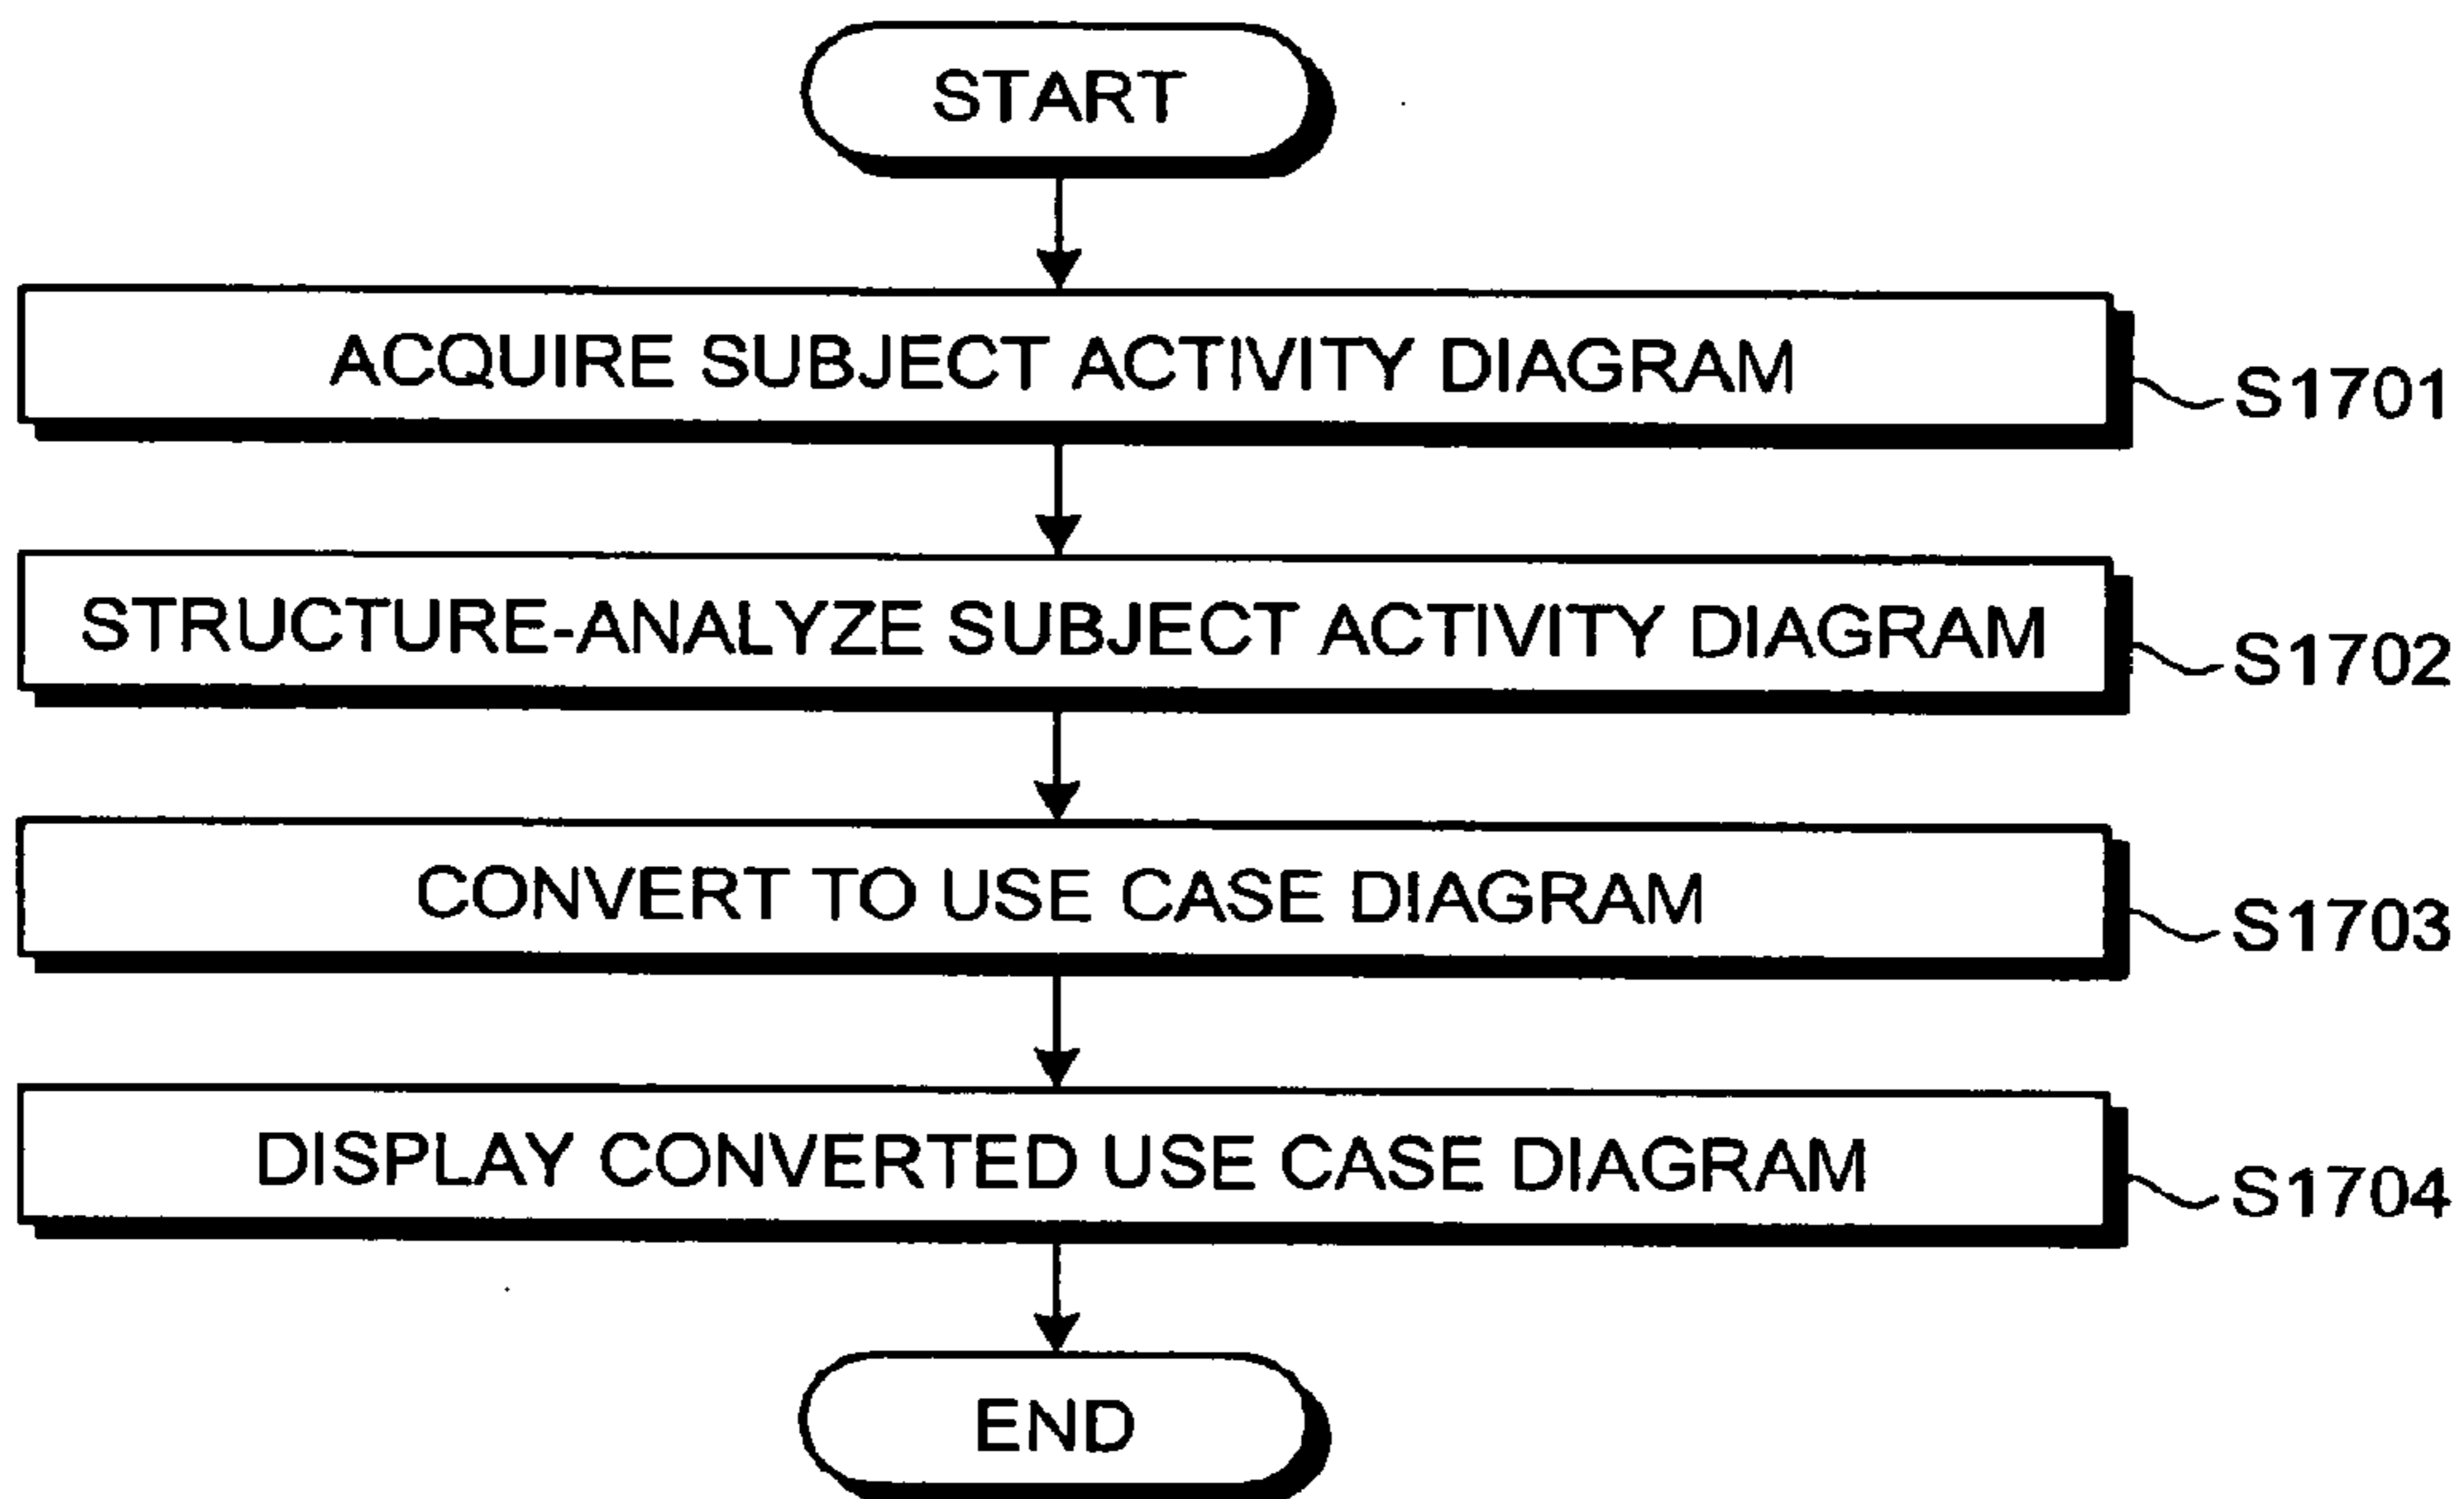 START
ACQUIRE SUBJECT ACTIVITY DIAGRAM
S1701
STRUCTURE-ANALYZE SUBJECT ACTIVITY DIAGRAM
S1702
CONVERT TO USE CASE DIAGRAM
S1703
DISPLAY CONVERTED USE CASE DIAGRAM
S1704
END